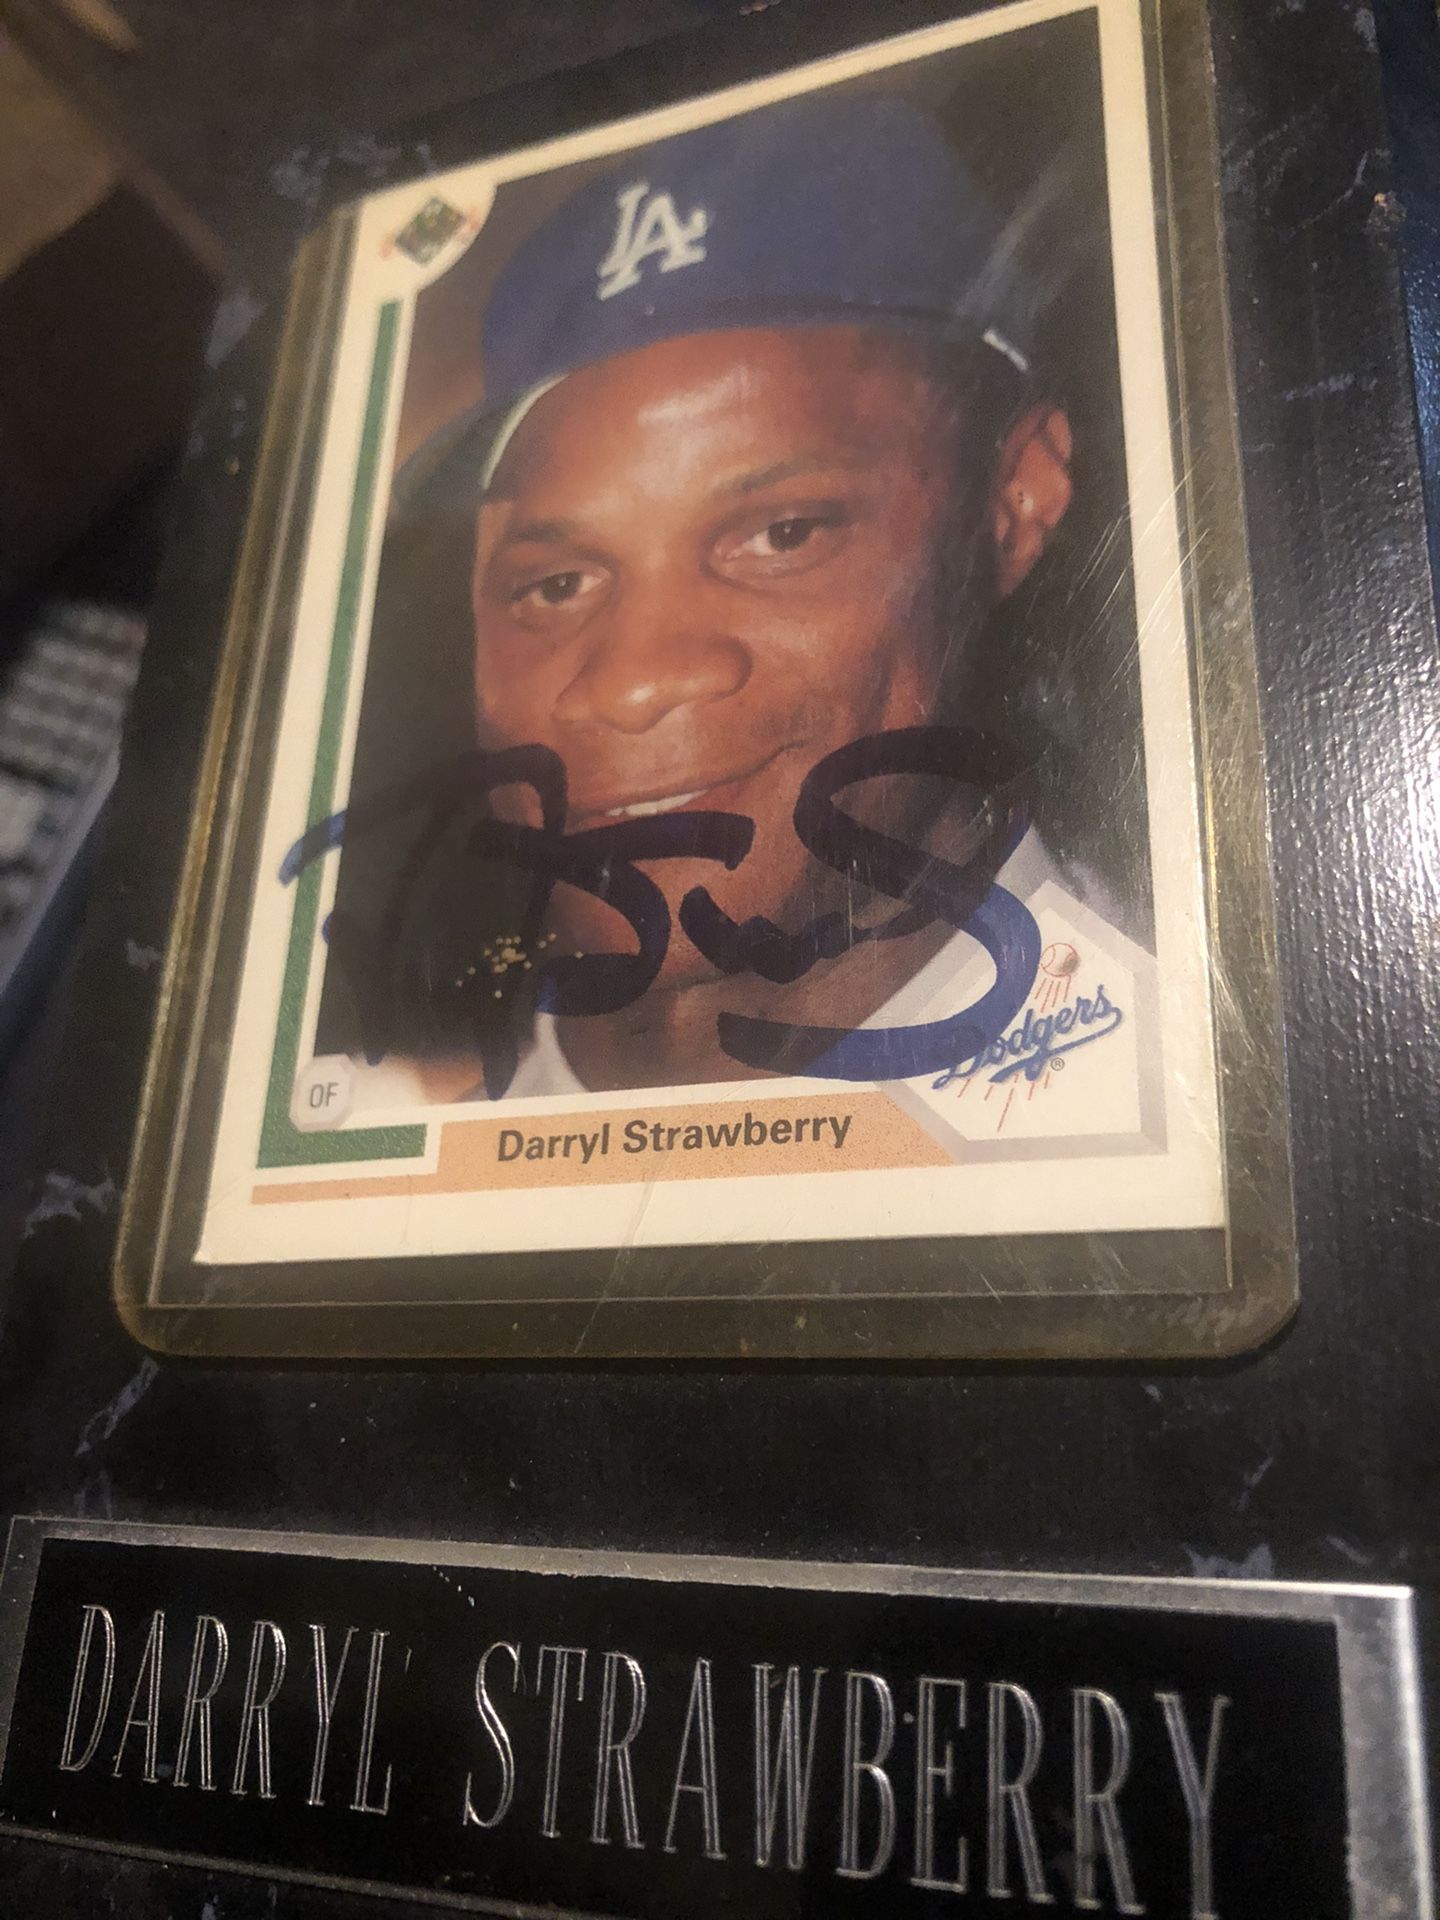 LA
Dodgers
®
OF
Darryl Strawberry
DARRYL STRAWBERRY